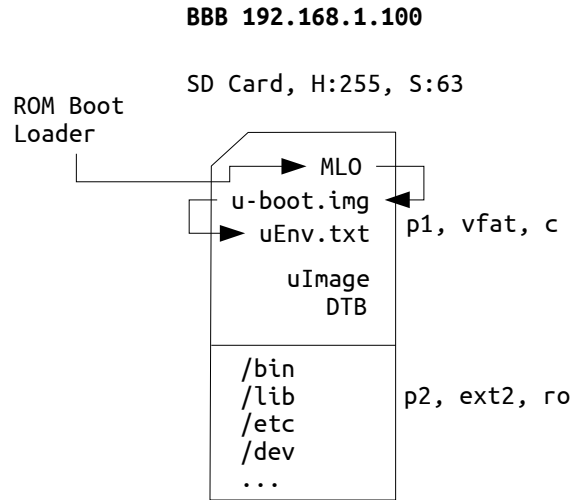 BBB 192.168.1.100
SD Card, H:255, S:63
ROM Boot
Loader
MLO
u-boot.img
uEnv.txt
p1, vfat, c
uImage
DTB
/bin
/lib
/etc
/dev
...
p2, ext2, ro